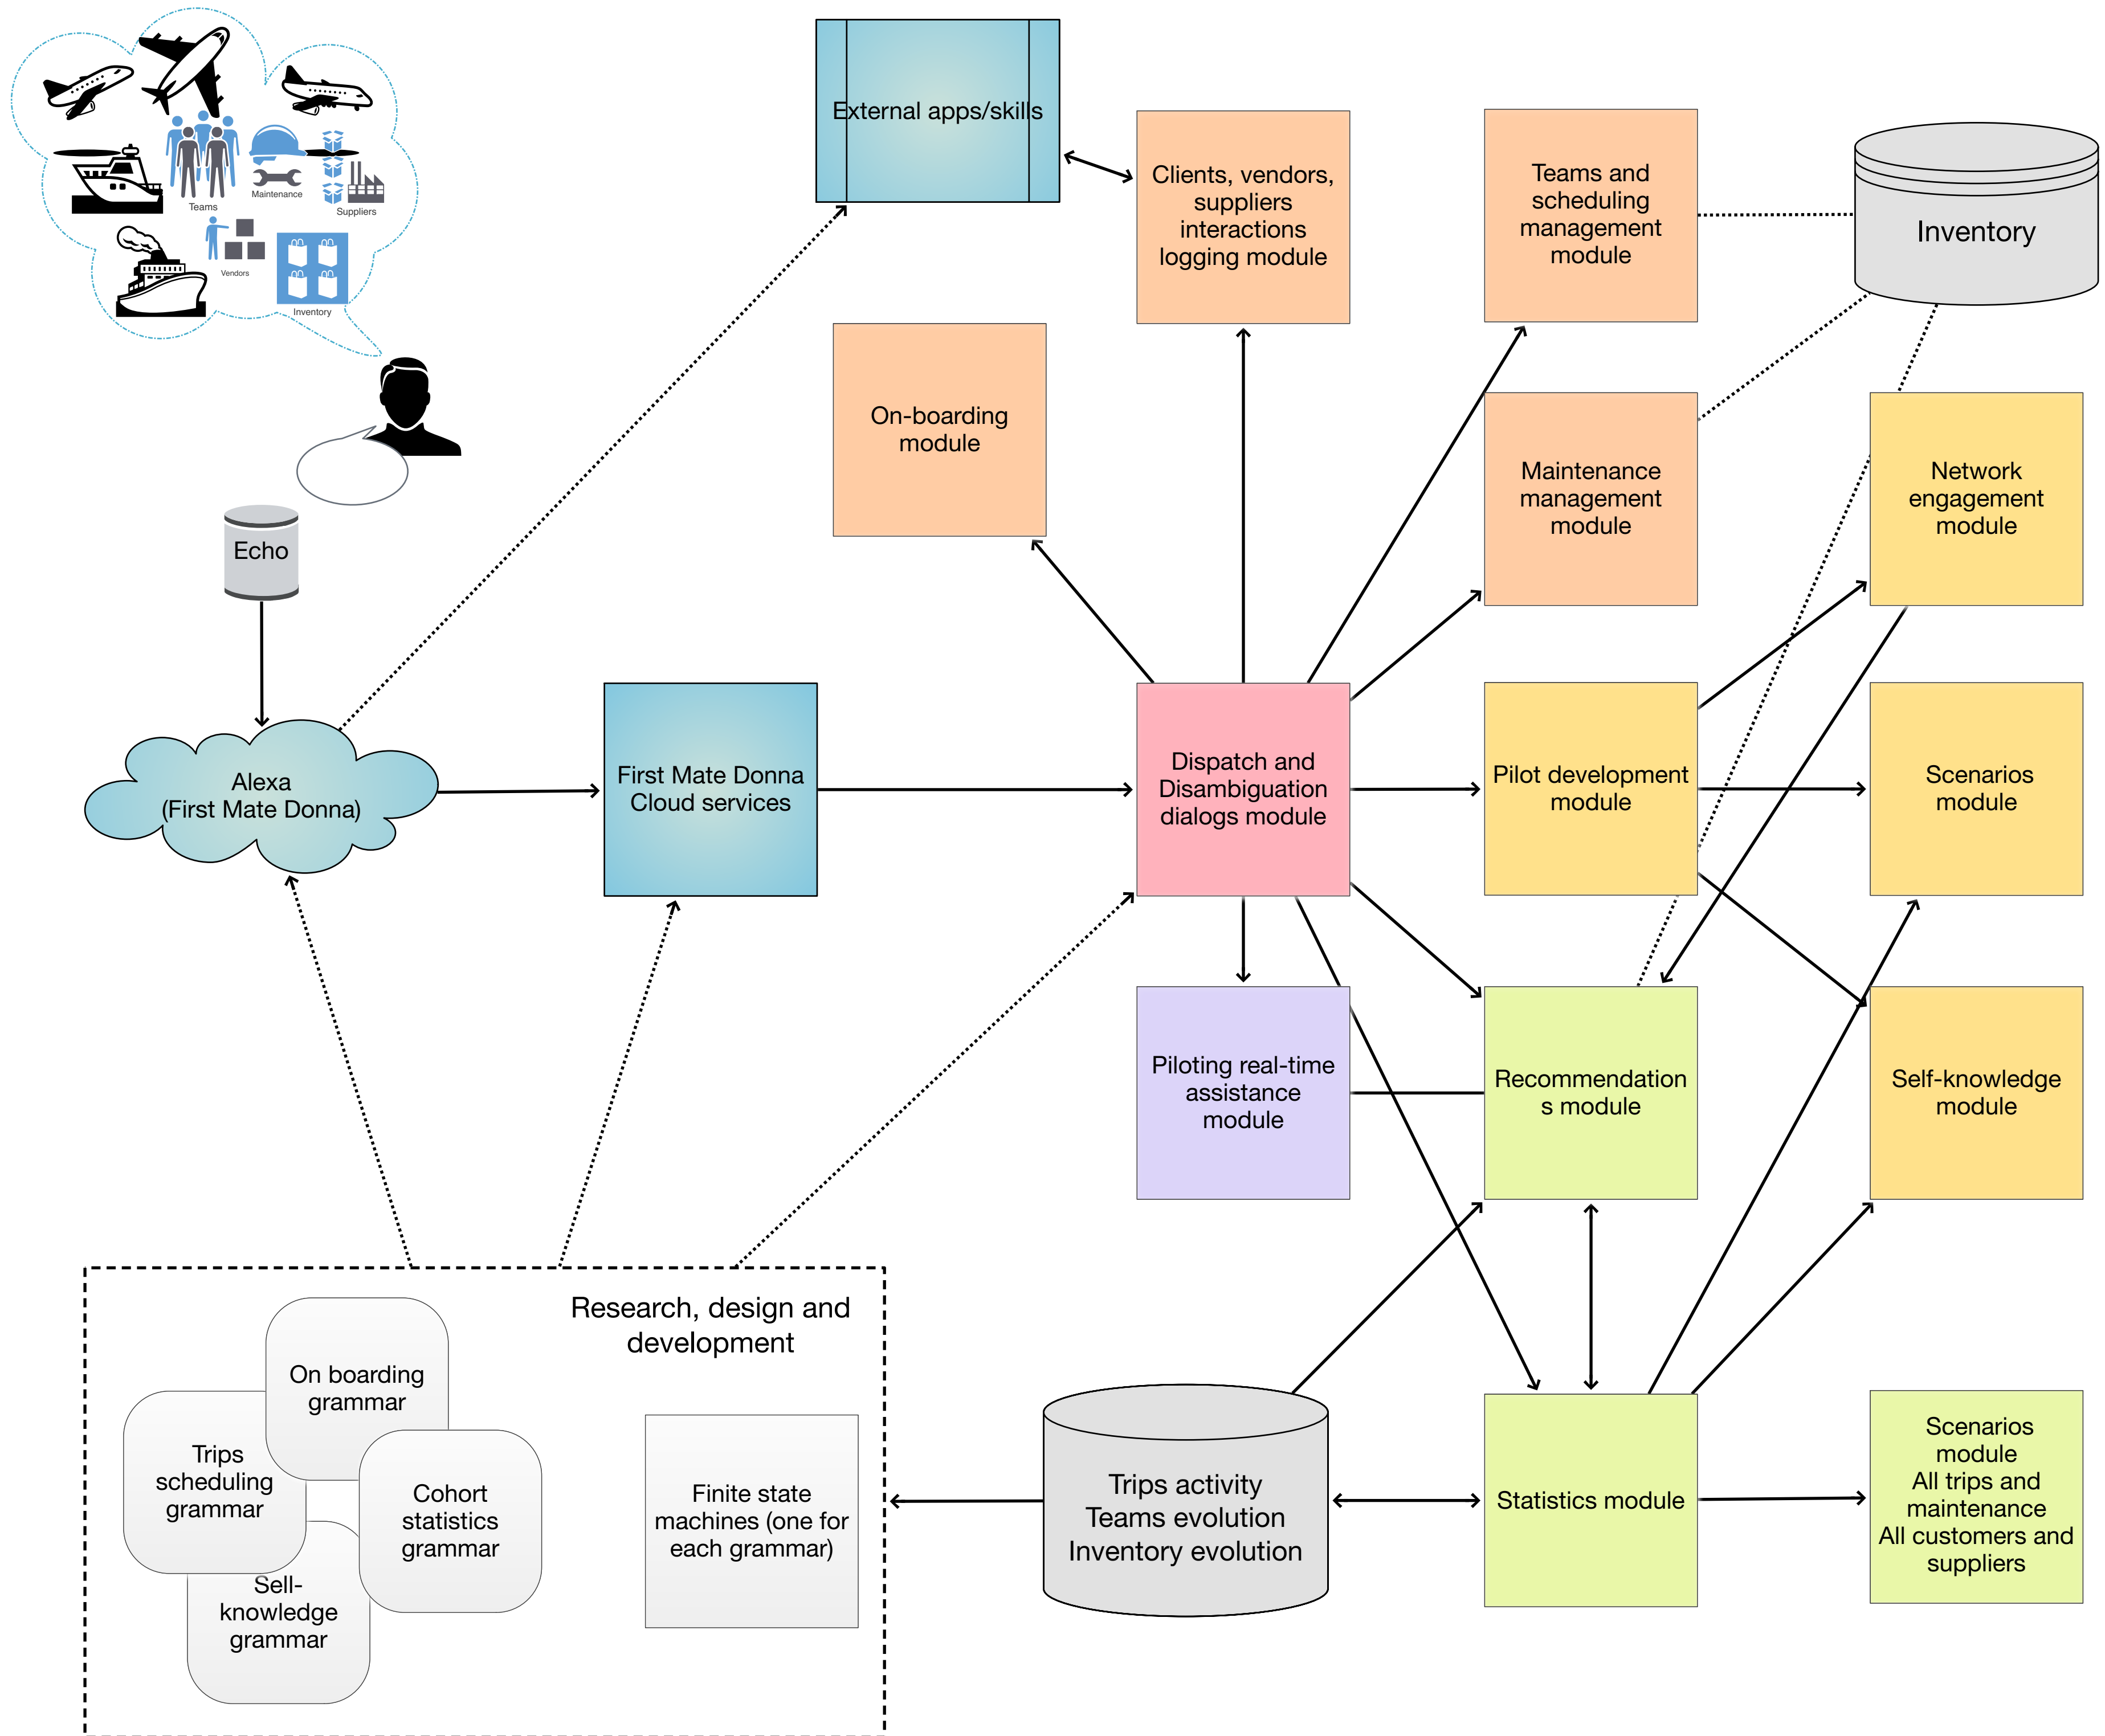 External apps/skills
Clients, vendors,
suppliers
interactions
logging module
Teams and
scheduling
management
module
Inventory
Teams
Maintenance
Suppliers
Vendors
Inventory
On-boarding
module
Maintenance
management
module
Network
engagement
module
Echo
Alexa
(First Mate Donna)
First Mate Donna
Cloud services
Dispatch and
Disambiguation
dialogs module
Pilot development
module
Scenarios
module
Piloting real-time
assistance
module
Recommendation
s module
Self-knowledge
module
Research, design and
development
On boarding
grammar
Trips
scheduling
grammar
Cohort
statistics
grammar
Sell-
knowledge
grammar
Finite state
machines (one for
each grammar)
Trips activity
Teams evolution
Inventory evolution
Statistics module
Scenarios
module
All trips and
maintenance
All customers and
suppliers